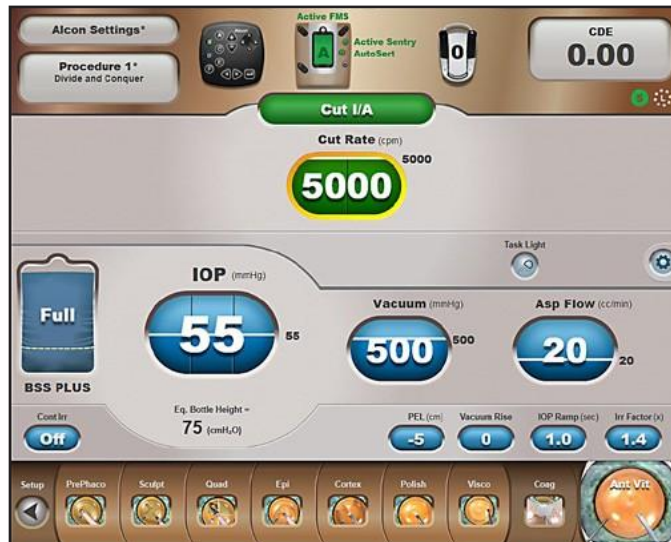 Alcon Settings*
Procedure 1*
Divide and Conquer
Active FMS
A
Active Sentry
AutoSert
0
CDE
0.00
S
L
Cut I/A
Cut Rate (cpm)
5000
5000
Task Light
Full
BSS PLUS
IOP (mmHg)
55
55
Eq. Bottle Height =
75 (cmH₂O)
Vacuum (mmHg)
500
500
Asp Flow (cc/min)
20
20
Cont Irr
Off
PEL (cm)
-5
Vacuum Rise
0
IOP Ramp (sec)
1.0
Irr Factor (x)
1.4
Setup
PrePhaco
Sculpt
Quad
Epi
Cortex
Polish
Visco
Coag
Ant Vit